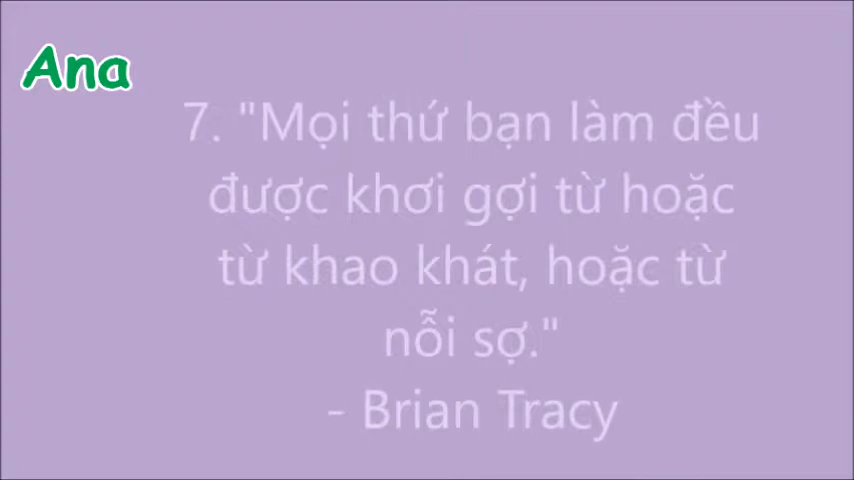 Ana
7. "Mọi thứ bạn làm đều
được khơi gợi từ hoặc
từ khao khát, hoặc từ
nỗi sợ."
- Brian Tracy